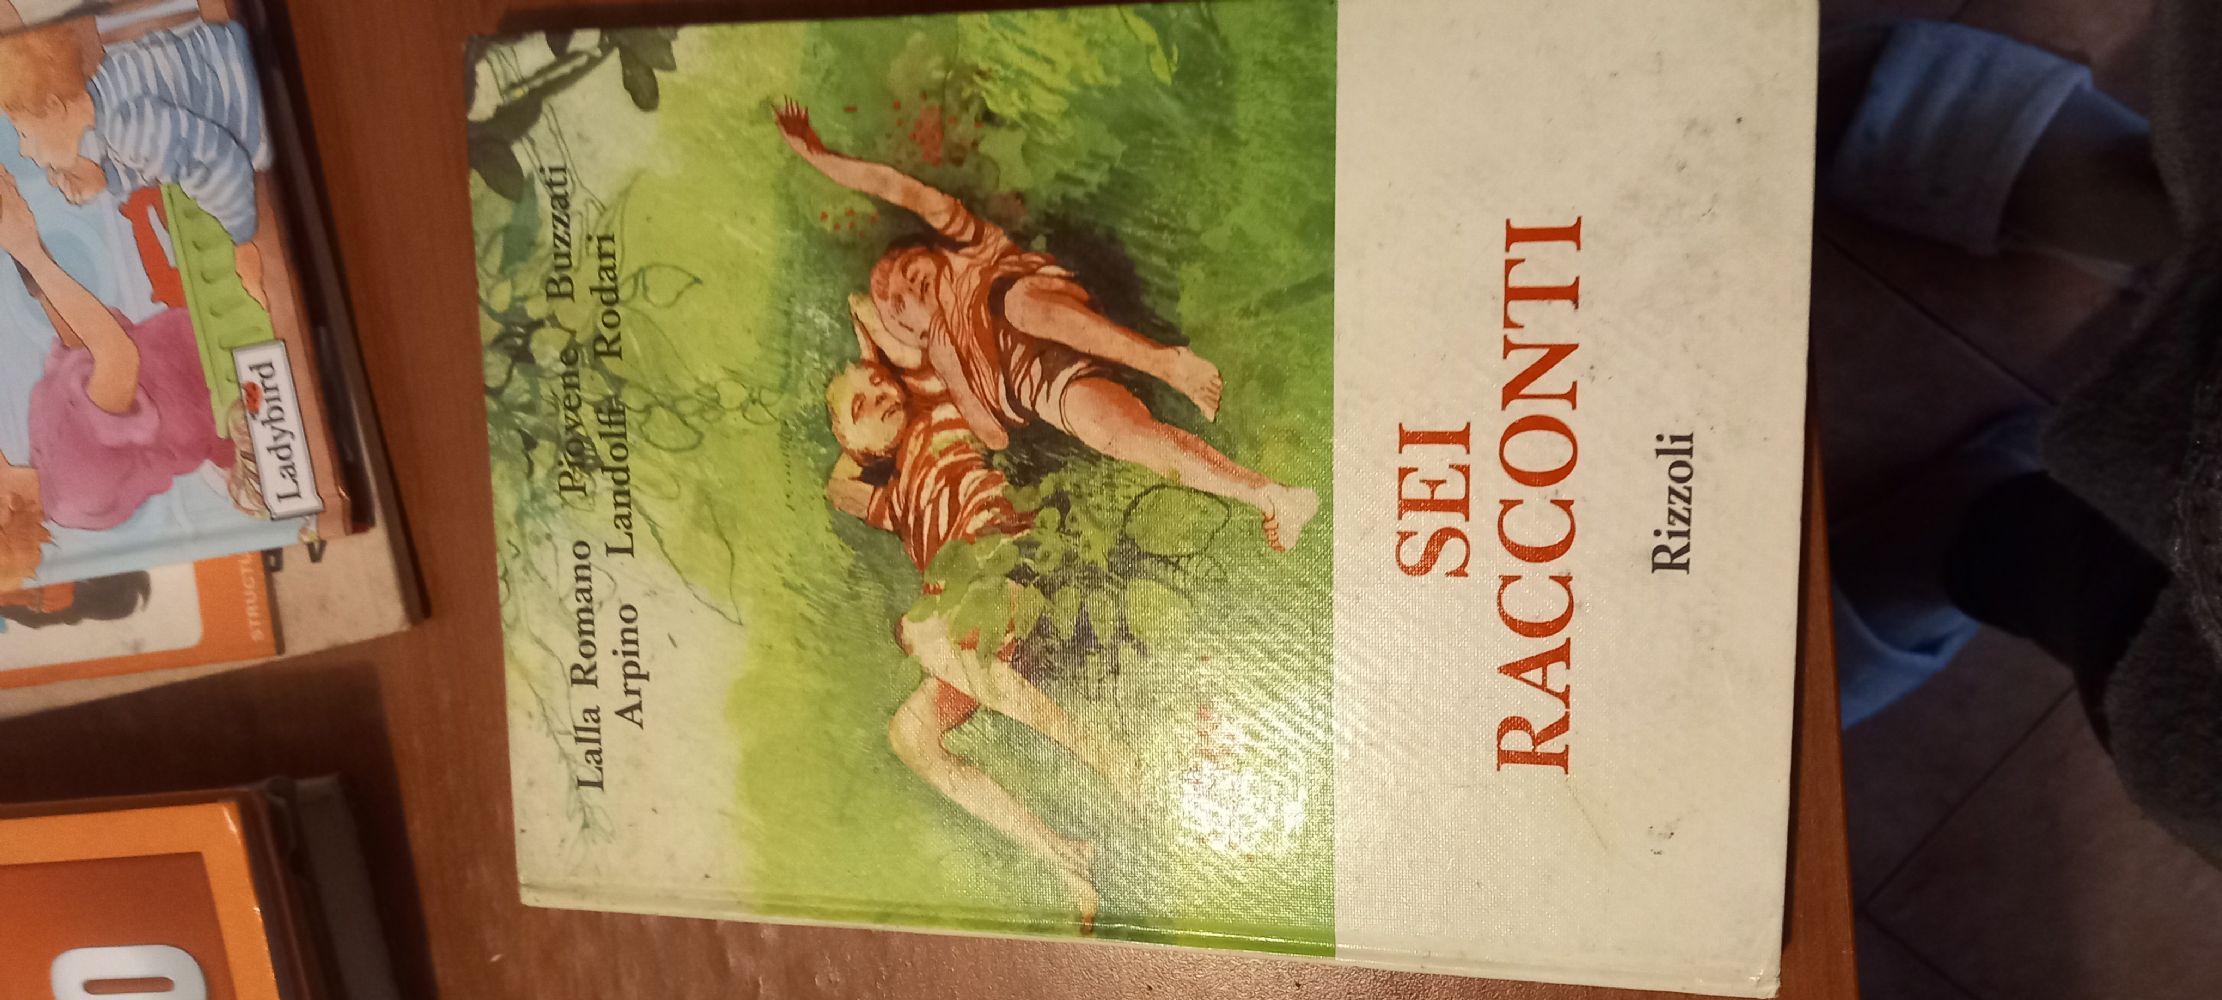 Lalla Romano Piovene Buzzati
Arpino Landolfi Rodari
SEI
RACCONTI
Rizzoli
Ladybird